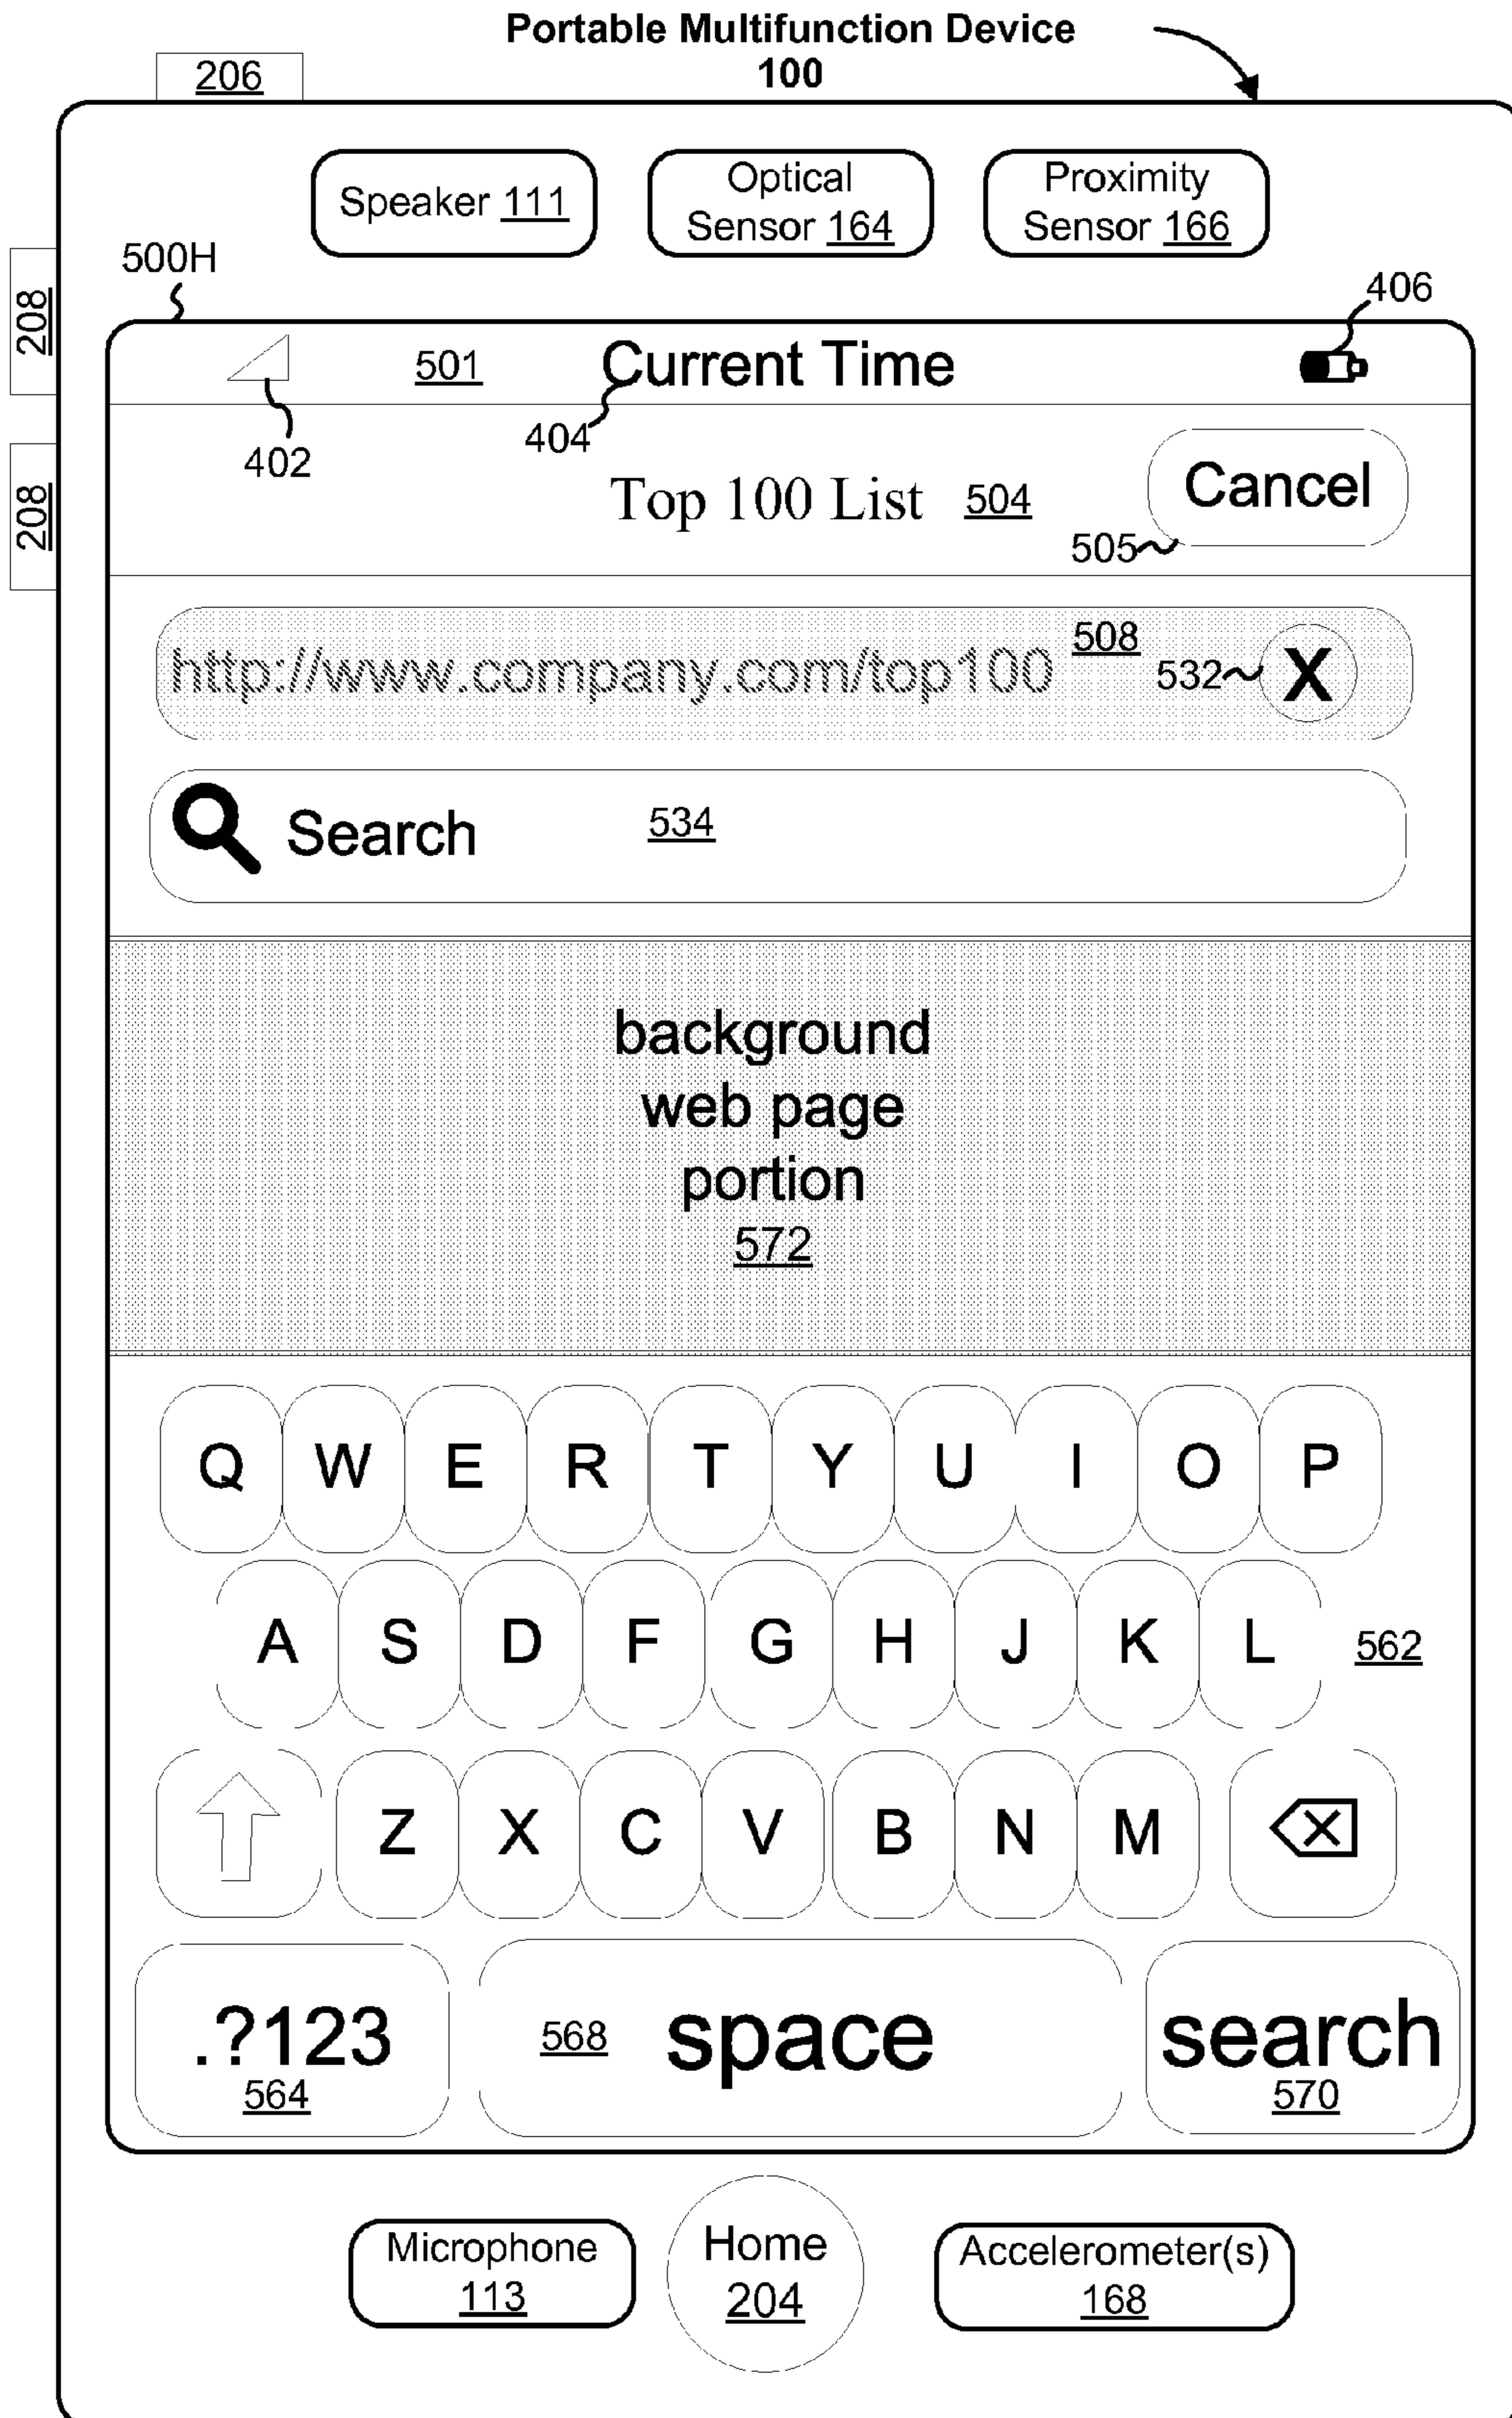 Portable Multifunction Device
100
206
Speaker 111
Optical
Sensor 164
Proximity
Sensor 166
208
208
500H
406
501
Current Time
402
404
Top 100 List 504
Cancel
505
http://www.company.com/top100
508
532
X
Search
534
background
web page
portion
572
Q W E R T Y U I O P
A S D F G H J K L
562
Z X C V B N M
.?123
564
568
space
search
570
Microphone
113
Home
204
Accelerometer(s)
168